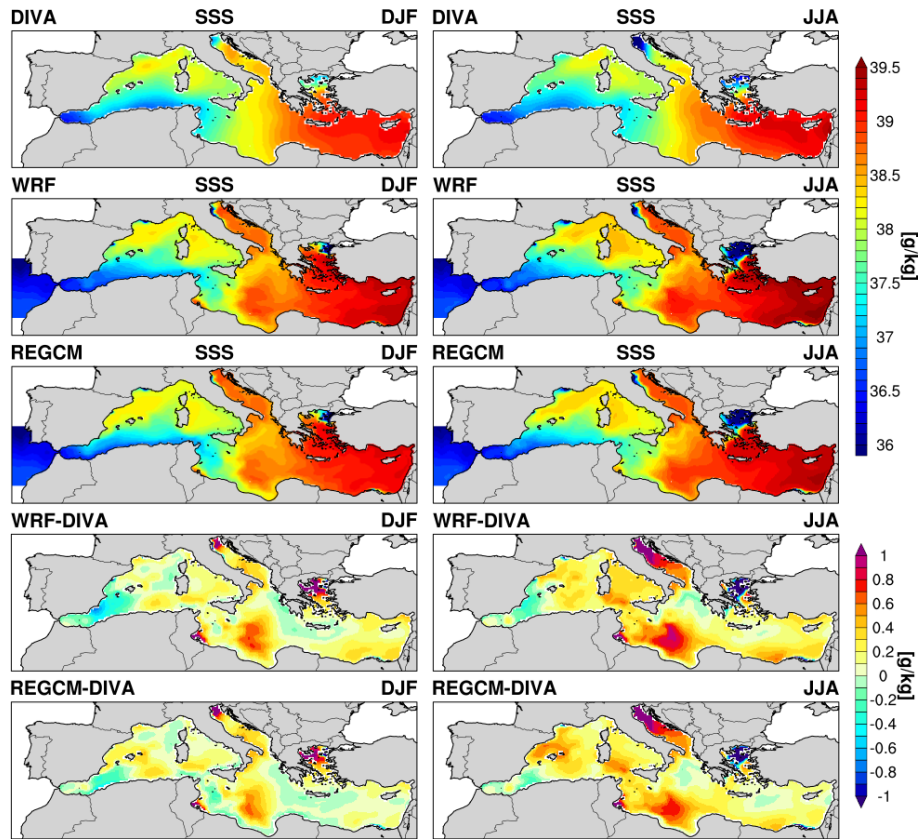 DIVA SSS DJF DIVA SSS JJA
WRF SSS DJF WRF SSS JJA
REGCM SSS DJF REGCM SSS JJA
WRF-DIVA DJF WRF-DIVA JJA
REGCM-DIVA DJF REGCM-DIVA JJA
39.5
39
38.5
38
37.5
37
36.5
36
[g/kg]
1
0.8
0.6
0.4
0.2
0
-0.2
-0.4
-0.5
-0.6
-0.8
-1
[g/kg]